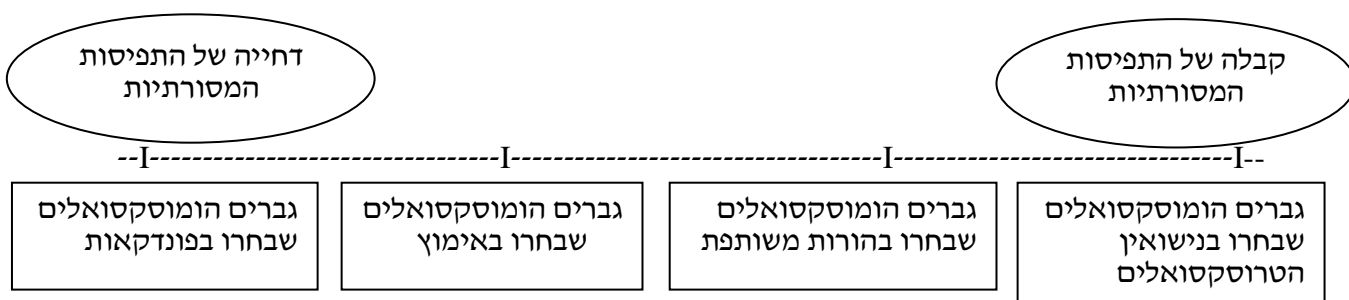 קבלה של התפיסות
המסורתיות
דחייה של התפיסות
המסורתיות
--I--------------------------------I---------------------------------I------------------------------I--
גברים הומוסקסואלים
שבחרו בנישואין
הטרוסקסואלים
גברים הומוסקסואלים
שבחרו בהורות משותפת
גברים הומוסקסואלים
שבחרו באימוץ
גברים הומוסקסואלים
שבחרו בפונדקאות